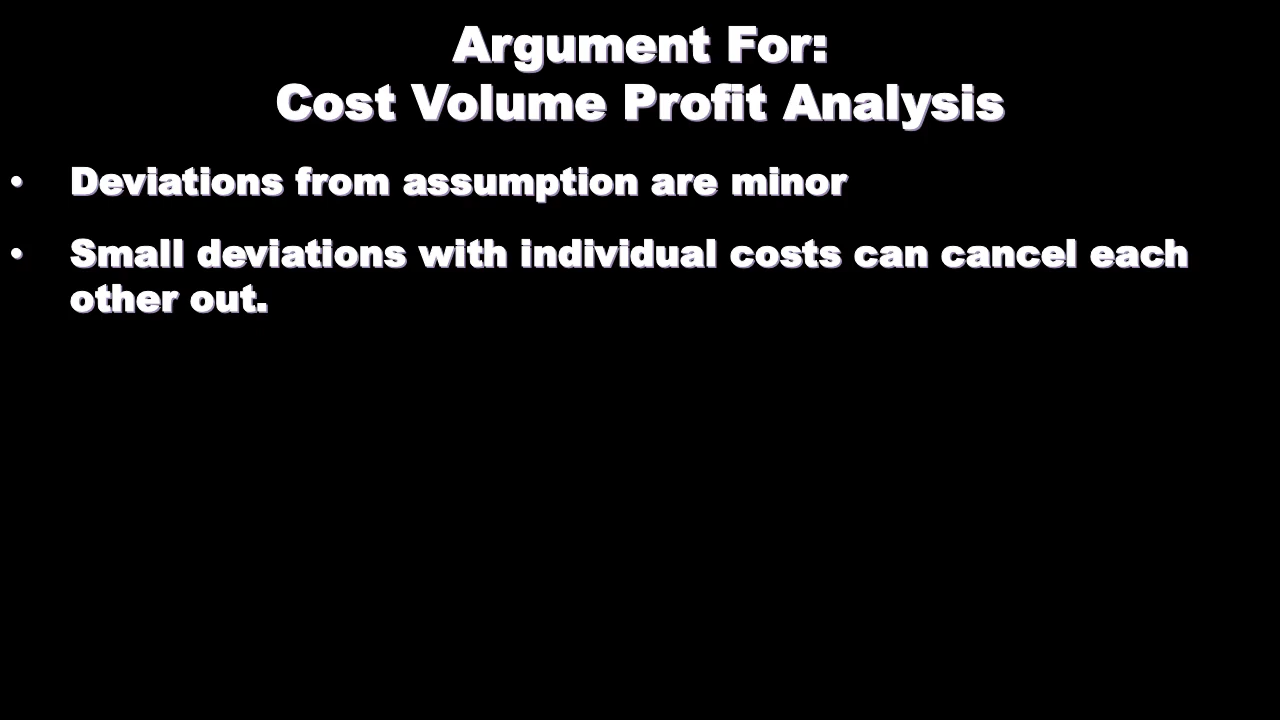 Argument For:
Cost Volume Profit Analysis
• Deviations from assumption are minor
• Small deviations with individual costs can cancel each
other out.